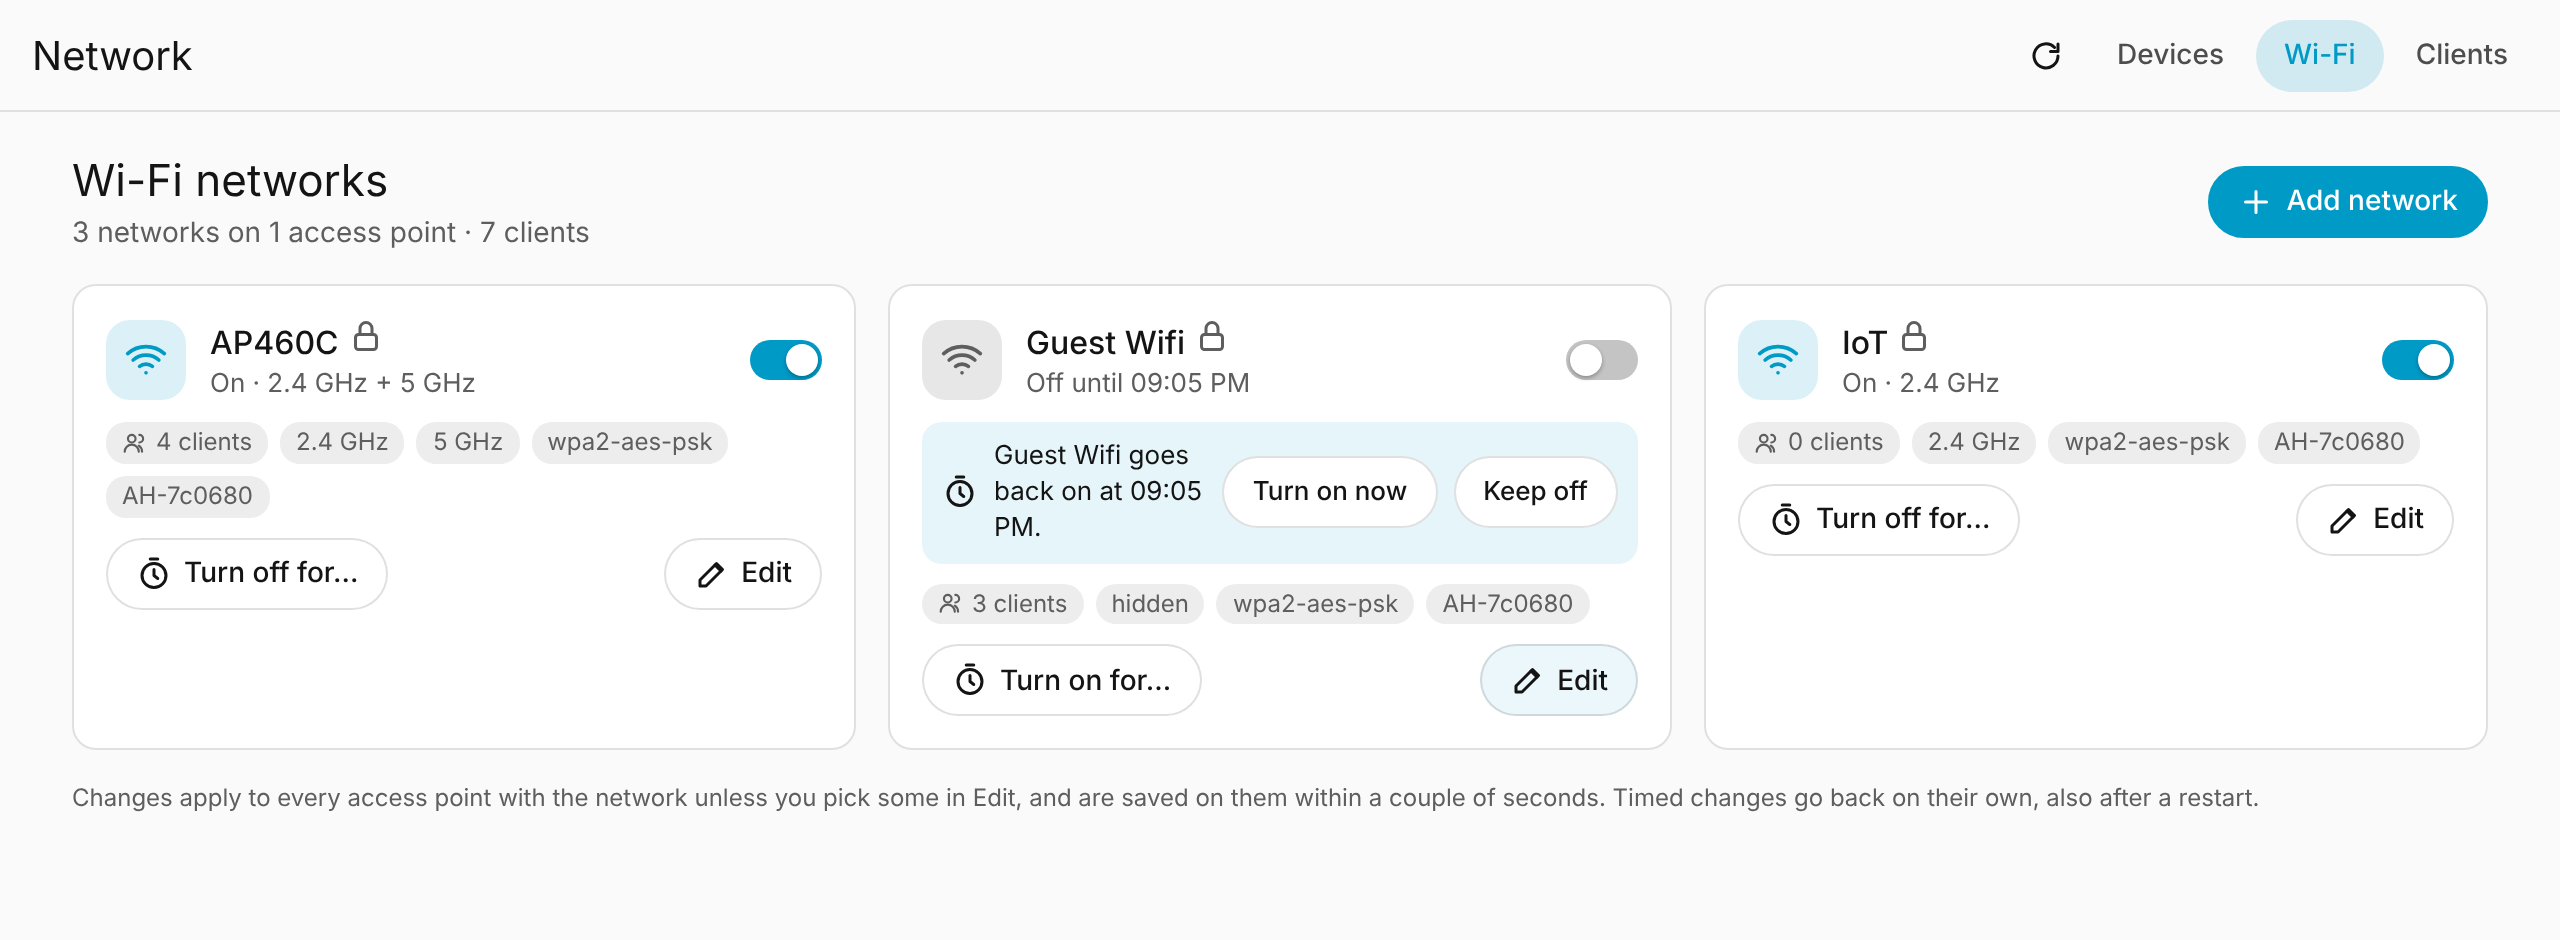 Network
Devices
Wi-Fi
Clients
Wi-Fi networks
3 networks on 1 access point · 7 clients
Add network
AP460C
On · 2.4 GHz + 5 GHz
4 clients
2.4 GHz
5 GHz
wpa2-aes-psk
AH-7c0680
Turn off for...
Edit
Guest Wifi
Off until 09:05 PM
Guest Wifi goes
back on at 09:05
PM.
Turn on now
Keep off
3 clients
hidden
wpa2-aes-psk
AH-7c0680
Turn on for...
Edit
IoT
On · 2.4 GHz
0 clients
2.4 GHz
wpa2-aes-psk
AH-7c0680
Turn off for...
Edit
Changes apply to every access point with the network unless you pick some in Edit, and are saved on them within a couple of seconds. Timed changes go back on their own, also after a restart.